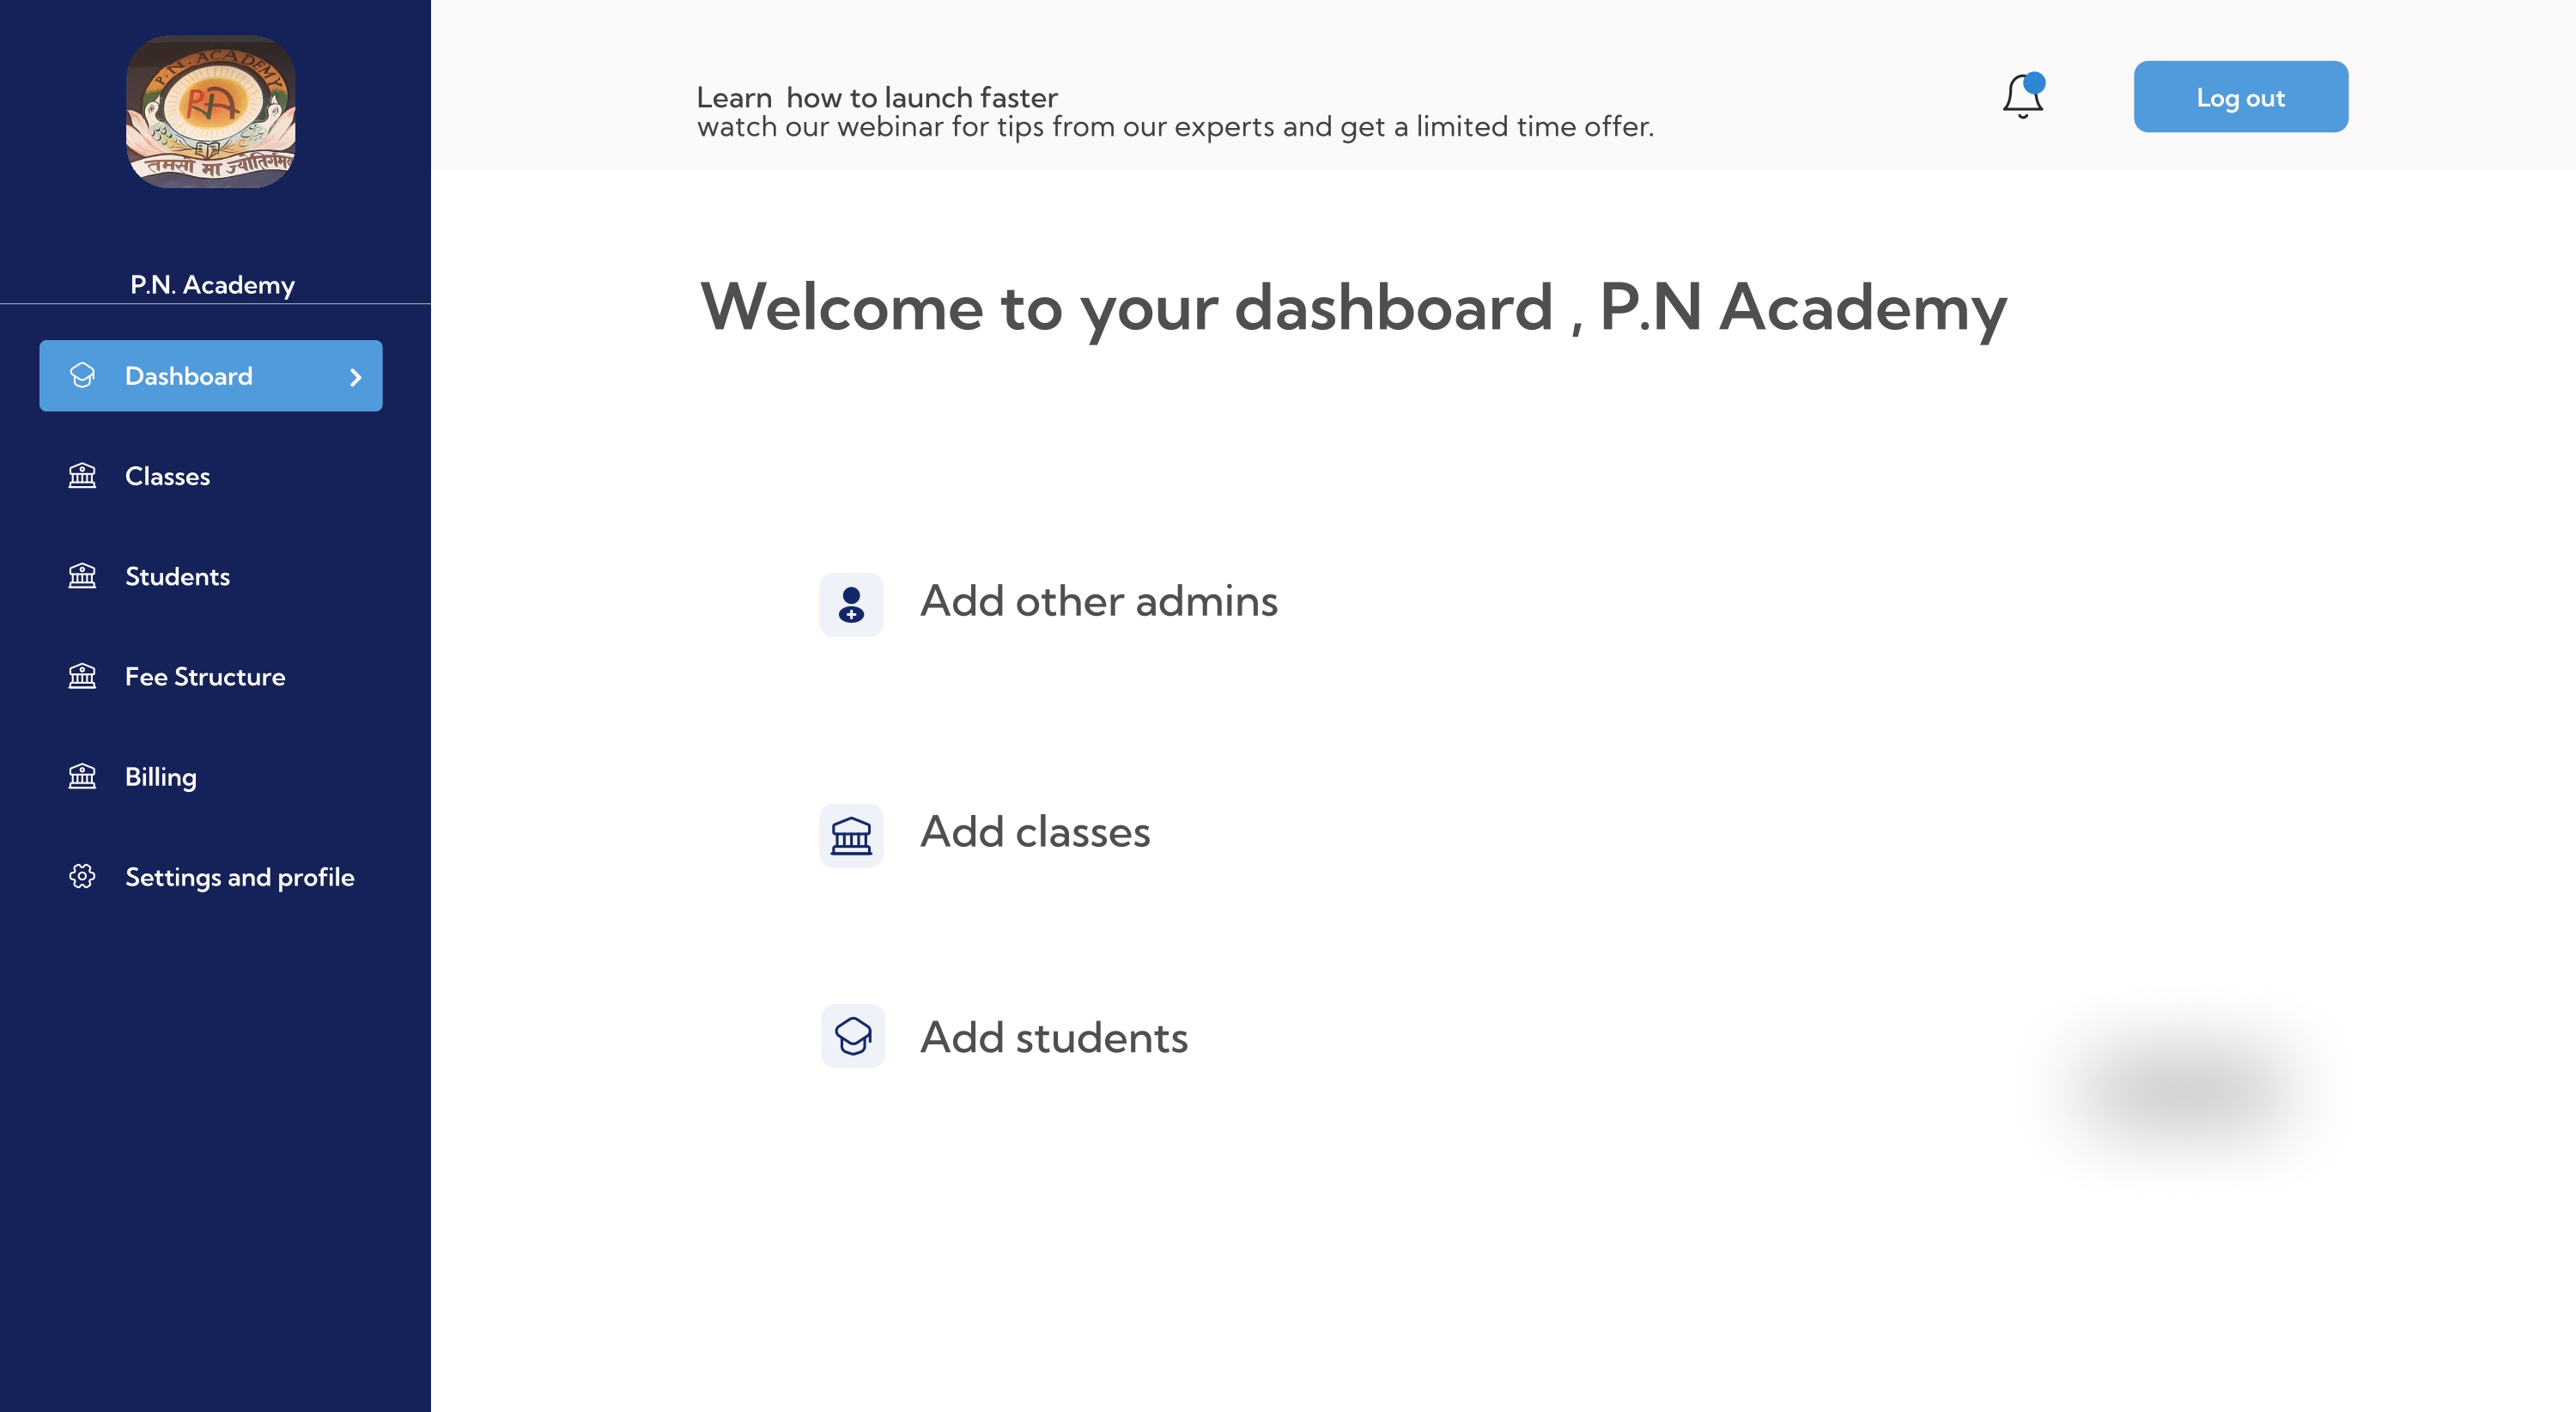 P.N. ACADEMY
PNA
तमसो मा ज्योतिर्गमय
P.N. Academy
Dashboard
Classes
Students
Fee Structure
Billing
Settings and profile
Learn  how to launch faster
watch our webinar for tips from our experts and get a limited time offer.
Log out
Welcome to your dashboard , P.N Academy
Add other admins
Add classes
Add students